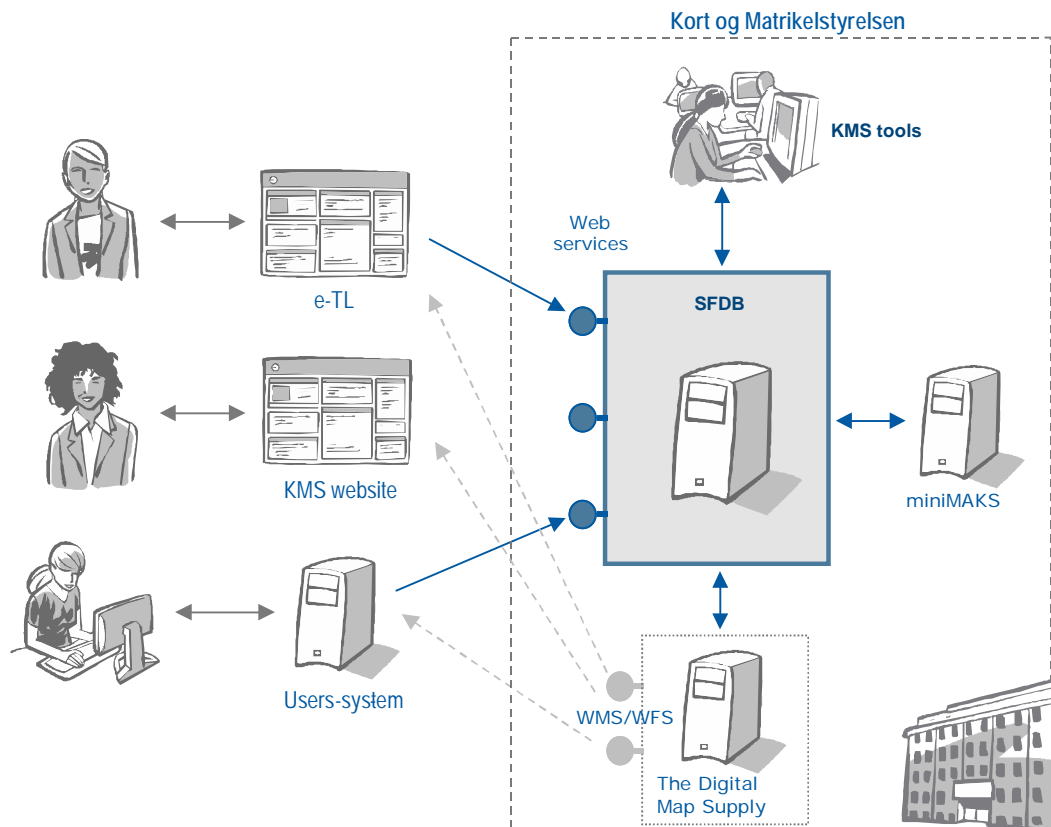 Kort og Matrikelstyrelsen
KMS tools
Web
services
e-TL
SFDB
KMS website
miniMAKS
Users-system
WMS/WFS
The Digital
Map Supply